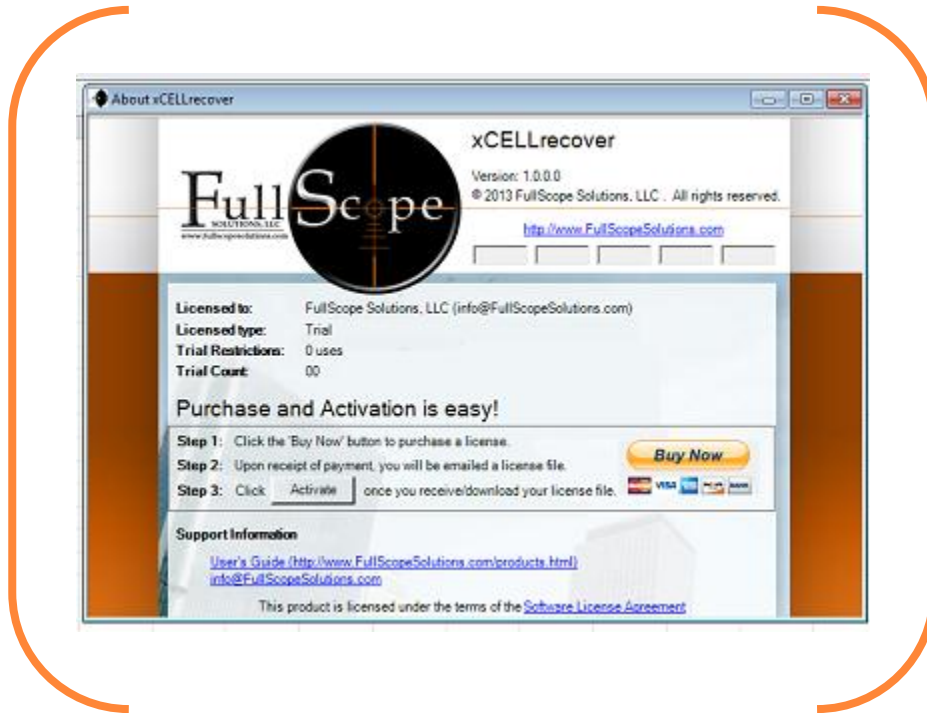 About xCELLrecover
xCELLrecover
Version: 1.0.0.0
© 2013 FullScope Solutions, LLC . All rights reserved.
FullScope
SOLUTIONS, LLC
www.fullscopesolutions.com
http://www.FullScopeSolutions.com
Licensed to: FullScope Solutions, LLC (info@FullScopeSolutions.com)
Licensed type: Trial
Trial Restrictions: 0 uses
Trial Count: 00
Purchase and Activation is easy!
Step 1: Click the 'Buy Now' button to purchase a license.
Step 2: Upon receipt of payment, you will be emailed a license file.
Step 3: Click Activate once you receive/download your license file.
Buy Now
VISA
Support Information
User's Guide (http://www.FullScopeSolutions.com/products.html)
info@FullScopeSolutions.com
This product is licensed under the terms of the Software License Agreement